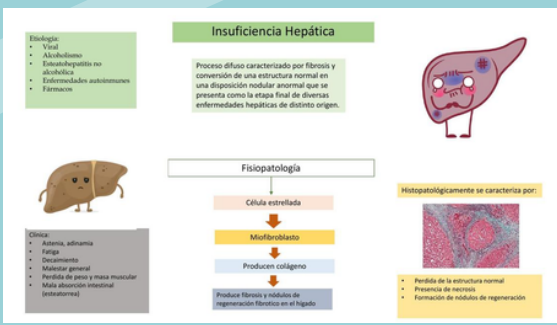 Insuficiencia Hepática
Etiología:
• Viral
• Alcoholismo
• Esteatohepatitis no
alcohólica
• Enfermedades autoinmunes
• Fármacos
Proceso difuso caracterizado por fibrosis y
conversión de una estructura normal en
una disposición nodular anormal que se
presenta como la etapa final de diversas
enfermedades hepáticas de distinto origen.
Fisiopatología
Célula estrellada
Miofibroblasto
Producen colágeno
Produce fibrosis y nódulos de
regeneración fibrotico en el hígado
Clínica:
• Astenia, adinamia
• Fatiga
• Decaimiento
• Malestar general
• Perdida de peso y masa muscular
• Mala absorción intestinal
(esteatorrea)
Histopatológicamente se caracteriza por:
• Perdida de la estructura normal
• Presencia de necrosis
• Formación de nódulos de regeneración